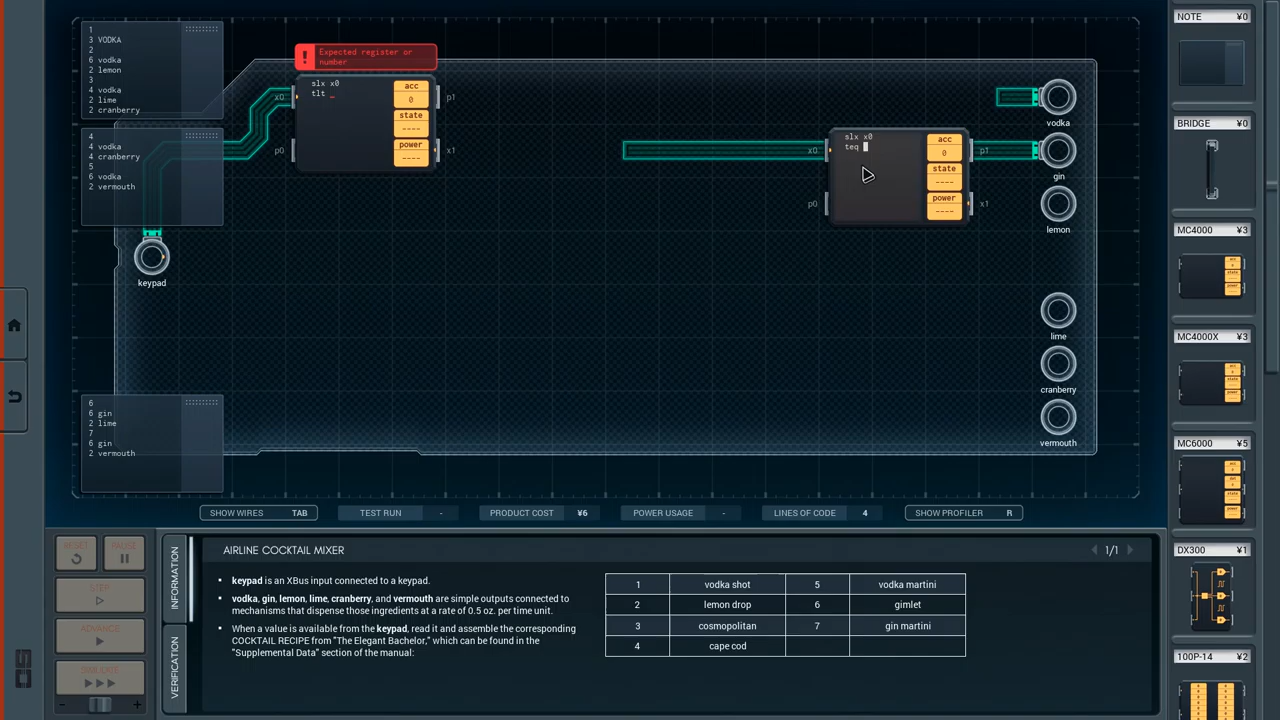 1
3 VODKA
2
6 vodka
2 lemon
3
4 vodka
2 lime
2 cranberry
4
4 vodka
4 cranberry
5
6 vodka
2 vermouth
6
6 gin
2 lime
7
6 gin
2 vermouth
Expected register or
number
slx x0
tlt _
acc
0
state
----
power
----
x0
p0
p1
x1
keypad
slx x0
teq
acc
0
state
----
power
----
x0
p0
p1
x1
vodka
gin
lemon
lime
cranberry
vermouth
NOTE ¥0
BRIDGE ¥0
MC4000 ¥3
MC4000X ¥3
MC6000 ¥5
DX300 ¥1
100P-14 ¥2
SHOW WIRES TAB
TEST RUN -
PRODUCT COST ¥6
POWER USAGE -
LINES OF CODE 4
SHOW PROFILER R
RESET
PAUSE
STEP
ADVANCE
SIMULATE
- +
INFORMATION
VERIFICATION
AIRLINE COCKTAIL MIXER
1/1
keypad is an XBus input connected to a keypad.
vodka, gin, lemon, lime, cranberry, and vermouth are simple outputs connected to
mechanisms that dispense those ingredients at a rate of 0.5 oz. per time unit.
When a value is available from the keypad, read it and assemble the corresponding
COCKTAIL RECIPE from "The Elegant Bachelor," which can be found in the
"Supplemental Data" section of the manual:
1 vodka shot 5 vodka martini
2 lemon drop 6 gimlet
3 cosmopolitan 7 gin martini
4 cape cod